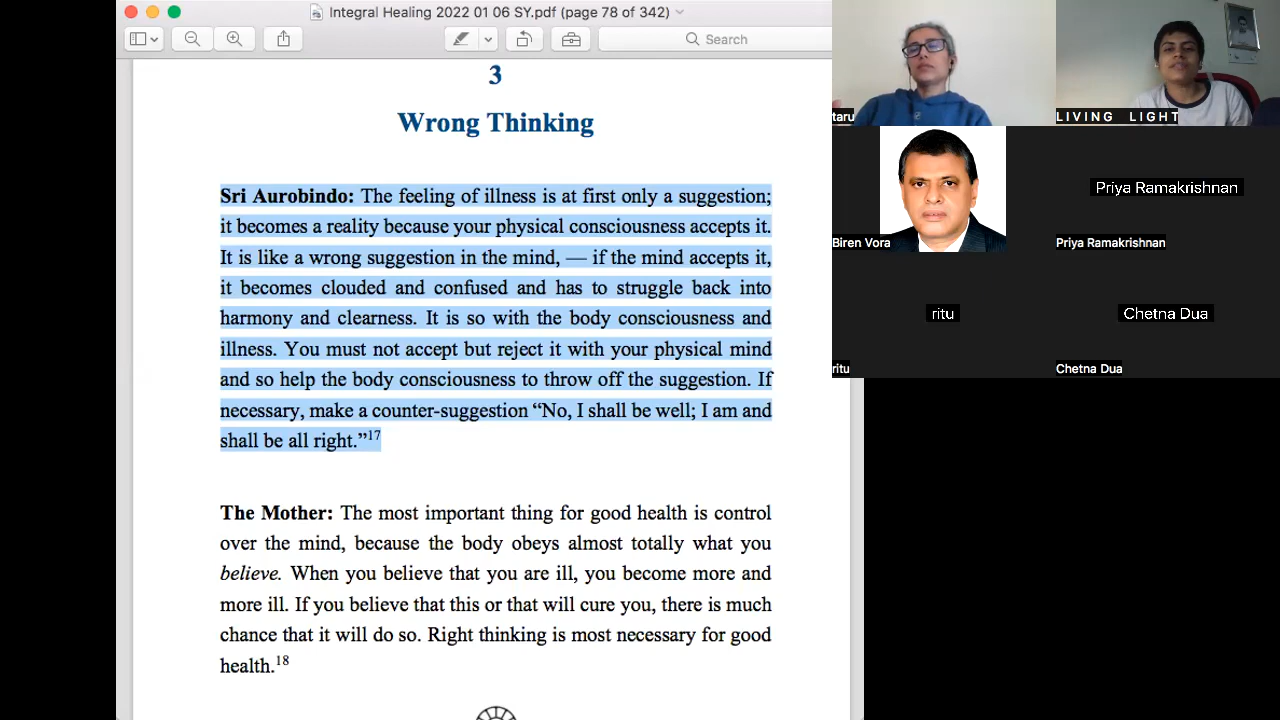 Integral Healing 2022 01 06 SY.pdf (page 78 of 342)
Search
3
Wrong Thinking
Sri Aurobindo: The feeling of illness is at first only a suggestion;
it becomes a reality because your physical consciousness accepts it.
It is like a wrong suggestion in the mind, — if the mind accepts it,
it becomes clouded and confused and has to struggle back into
harmony and clearness. It is so with the body consciousness and
illness. You must not accept but reject it with your physical mind
and so help the body consciousness to throw off the suggestion. If
necessary, make a counter-suggestion “No, I shall be well; I am and
shall be all right.”17
The Mother: The most important thing for good health is control
over the mind, because the body obeys almost totally what you
believe. When you believe that you are ill, you become more and
more ill. If you believe that this or that will cure you, there is much
chance that it will do so. Right thinking is most necessary for good
health.18
taru
LIVING LIGHT
Biren Vora
Priya Ramakrishnan
Priya Ramakrishnan
ritu
ritu
Chetna Dua
Chetna Dua